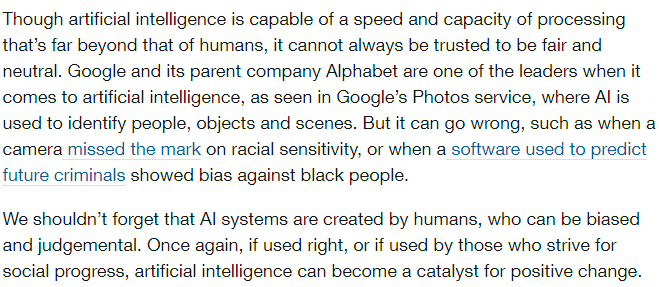 Though artificial intelligence is capable of a speed and capacity of processing
that’s far beyond that of humans, it cannot always be trusted to be fair and
neutral. Google and its parent company Alphabet are one of the leaders when it
comes to artificial intelligence, as seen in Google’s Photos service, where AI is
used to identify people, objects and scenes. But it can go wrong, such as when a
camera missed the mark on racial sensitivity, or when a software used to predict
future criminals showed bias against black people.
We shouldn’t forget that AI systems are created by humans, who can be biased
and judgemental. Once again, if used right, or if used by those who strive for
social progress, artificial intelligence can become a catalyst for positive change.